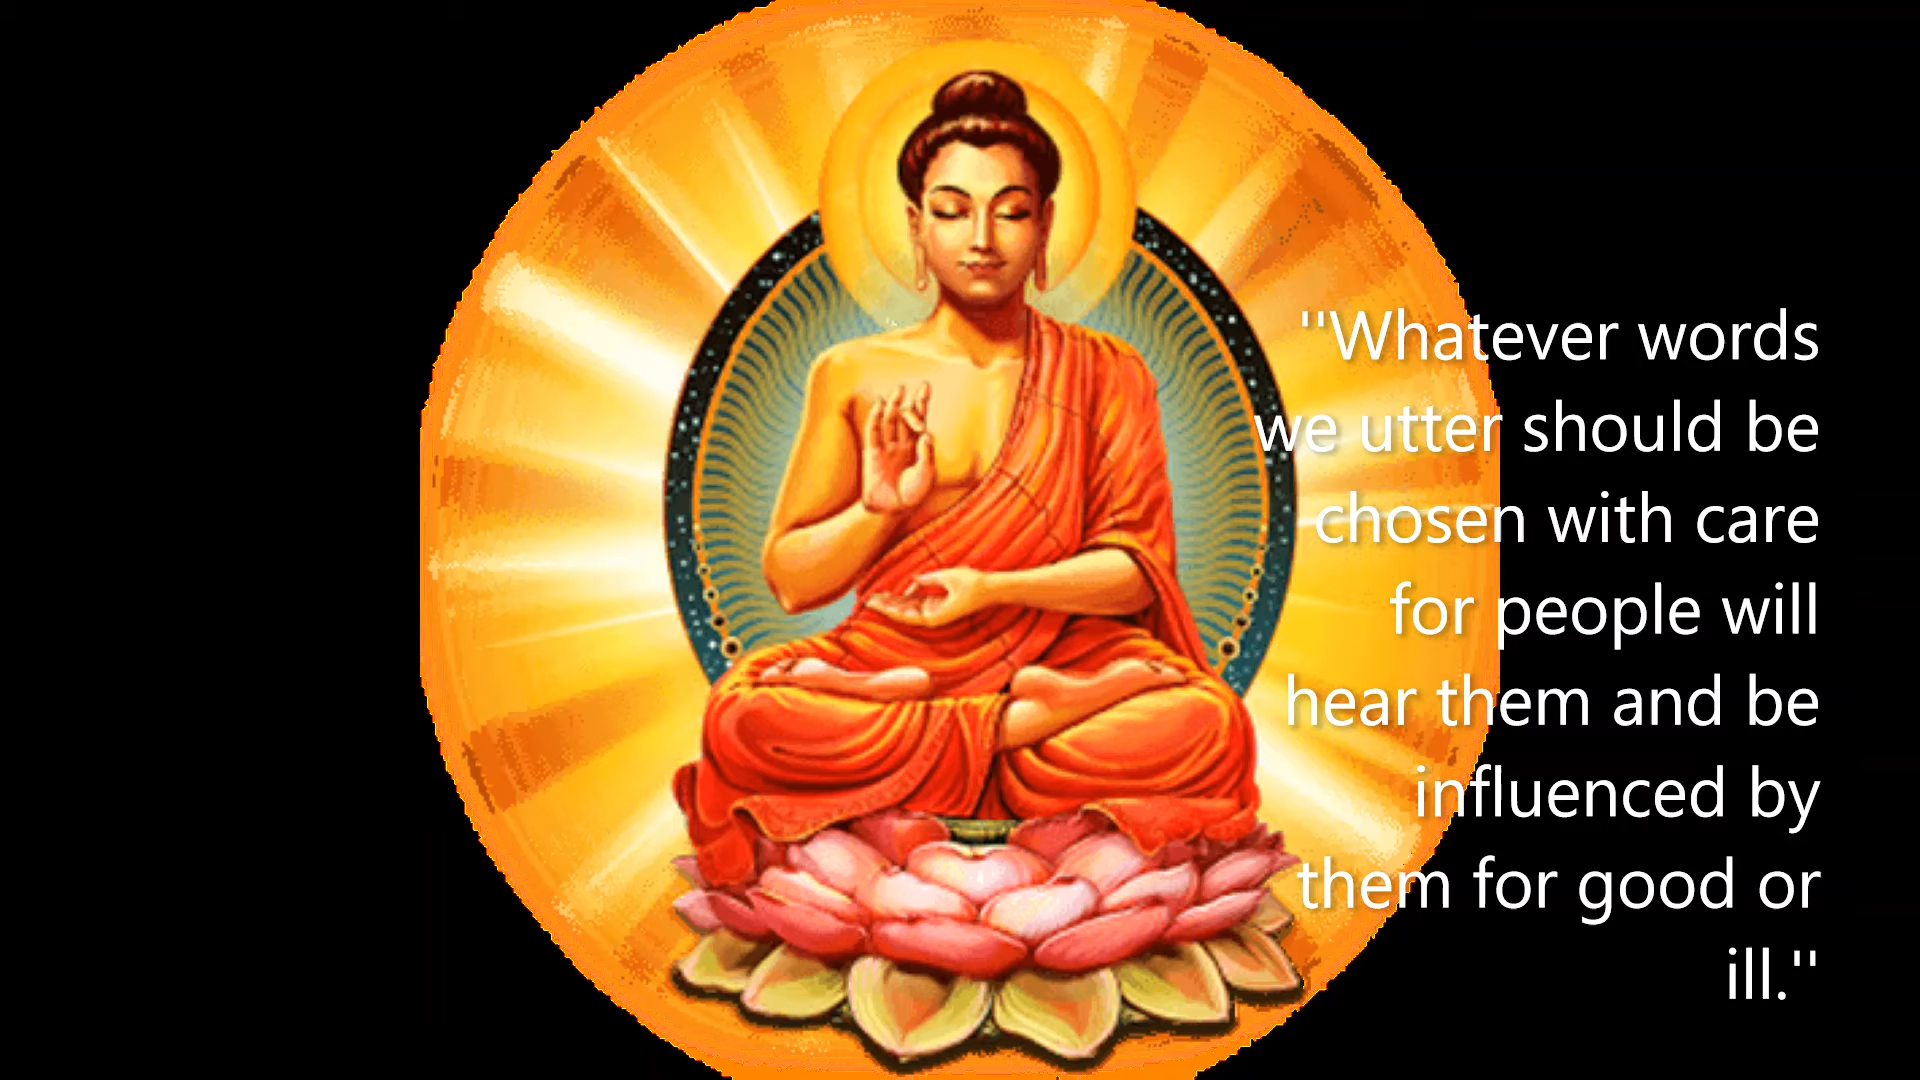 "Whatever words
we utter should be
chosen with care
for people will
hear them and be
influenced by
them for good or
ill."